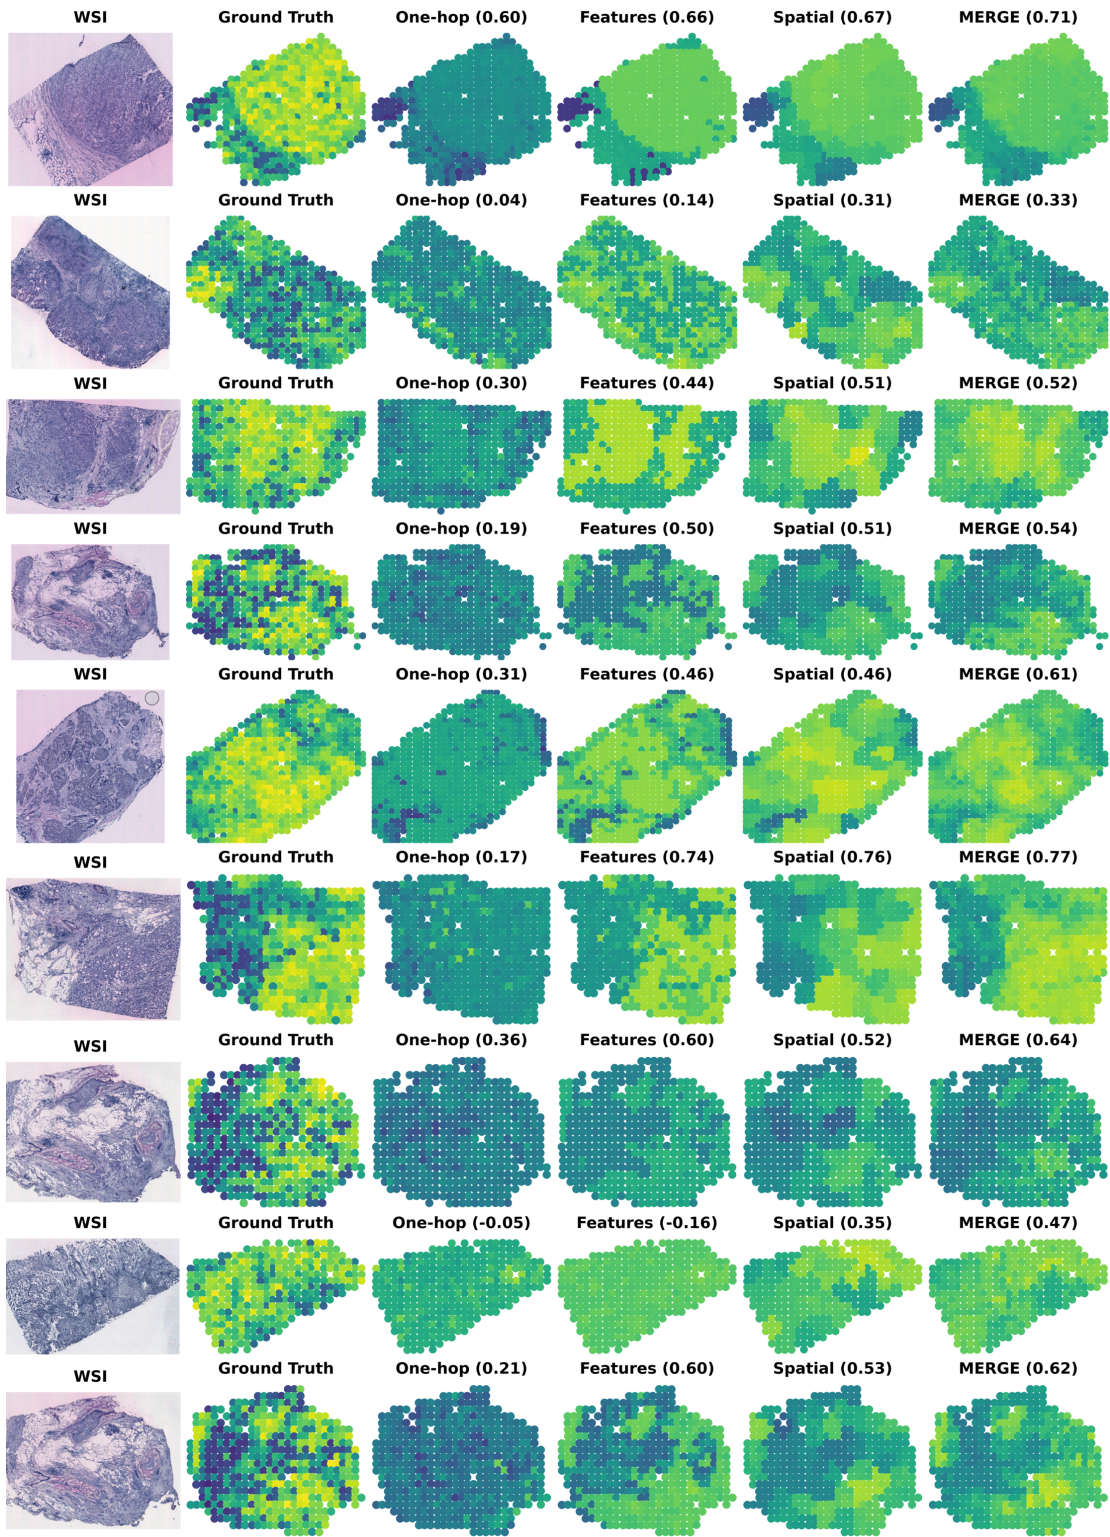 WSI Ground Truth One-hop (0.60) Features (0.66) Spatial (0.67) MERGE (0.71)
WSI Ground Truth One-hop (0.04) Features (0.14) Spatial (0.31) MERGE (0.33)
WSI Ground Truth One-hop (0.30) Features (0.44) Spatial (0.51) MERGE (0.52)
WSI Ground Truth One-hop (0.19) Features (0.50) Spatial (0.51) MERGE (0.54)
WSI Ground Truth One-hop (0.31) Features (0.46) Spatial (0.46) MERGE (0.61)
WSI Ground Truth One-hop (0.17) Features (0.74) Spatial (0.76) MERGE (0.77)
WSI Ground Truth One-hop (0.36) Features (0.60) Spatial (0.52) MERGE (0.64)
WSI Ground Truth One-hop (-0.05) Features (-0.16) Spatial (0.35) MERGE (0.47)
WSI Ground Truth One-hop (0.21) Features (0.60) Spatial (0.53) MERGE (0.62)